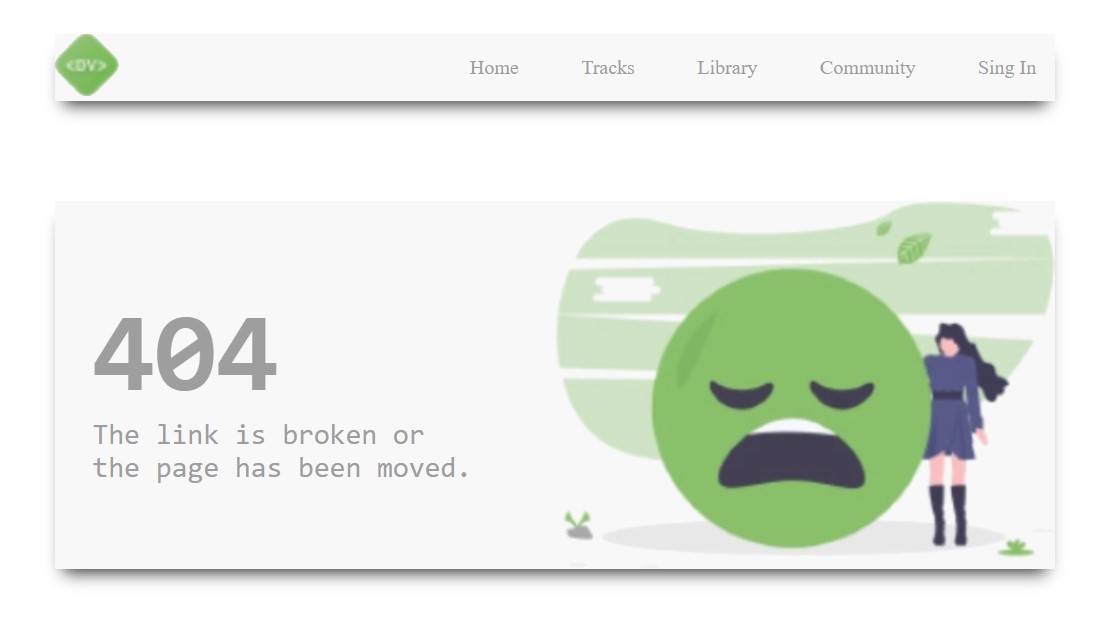 <DV>
Home Tracks Library Community Sing In
404
The link is broken or
the page has been moved.